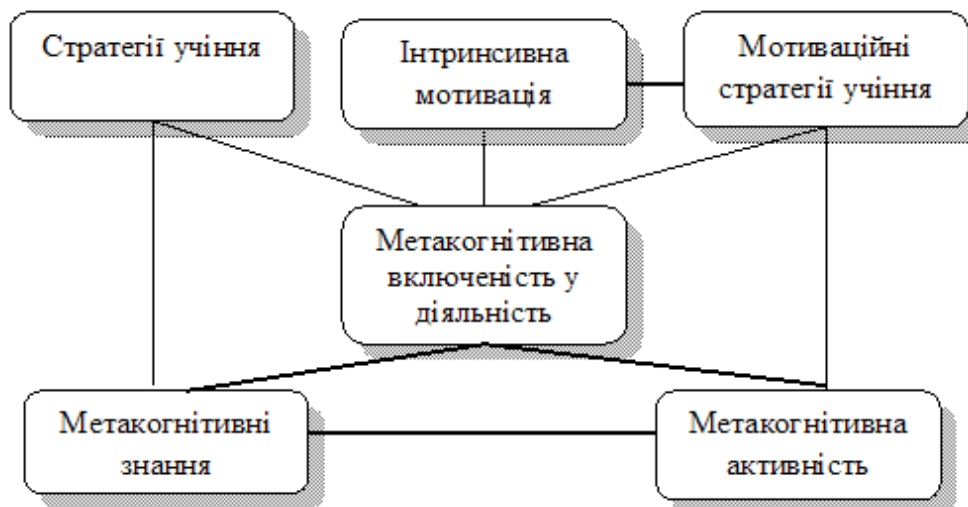 Стратегії учіння
Інтринсивна
мотивація
Мотиваційні
стратегії учіння
Метакогнітивна
включеність у
діяльність
Метакогнітивні
знання
Метакогнітивна
активність